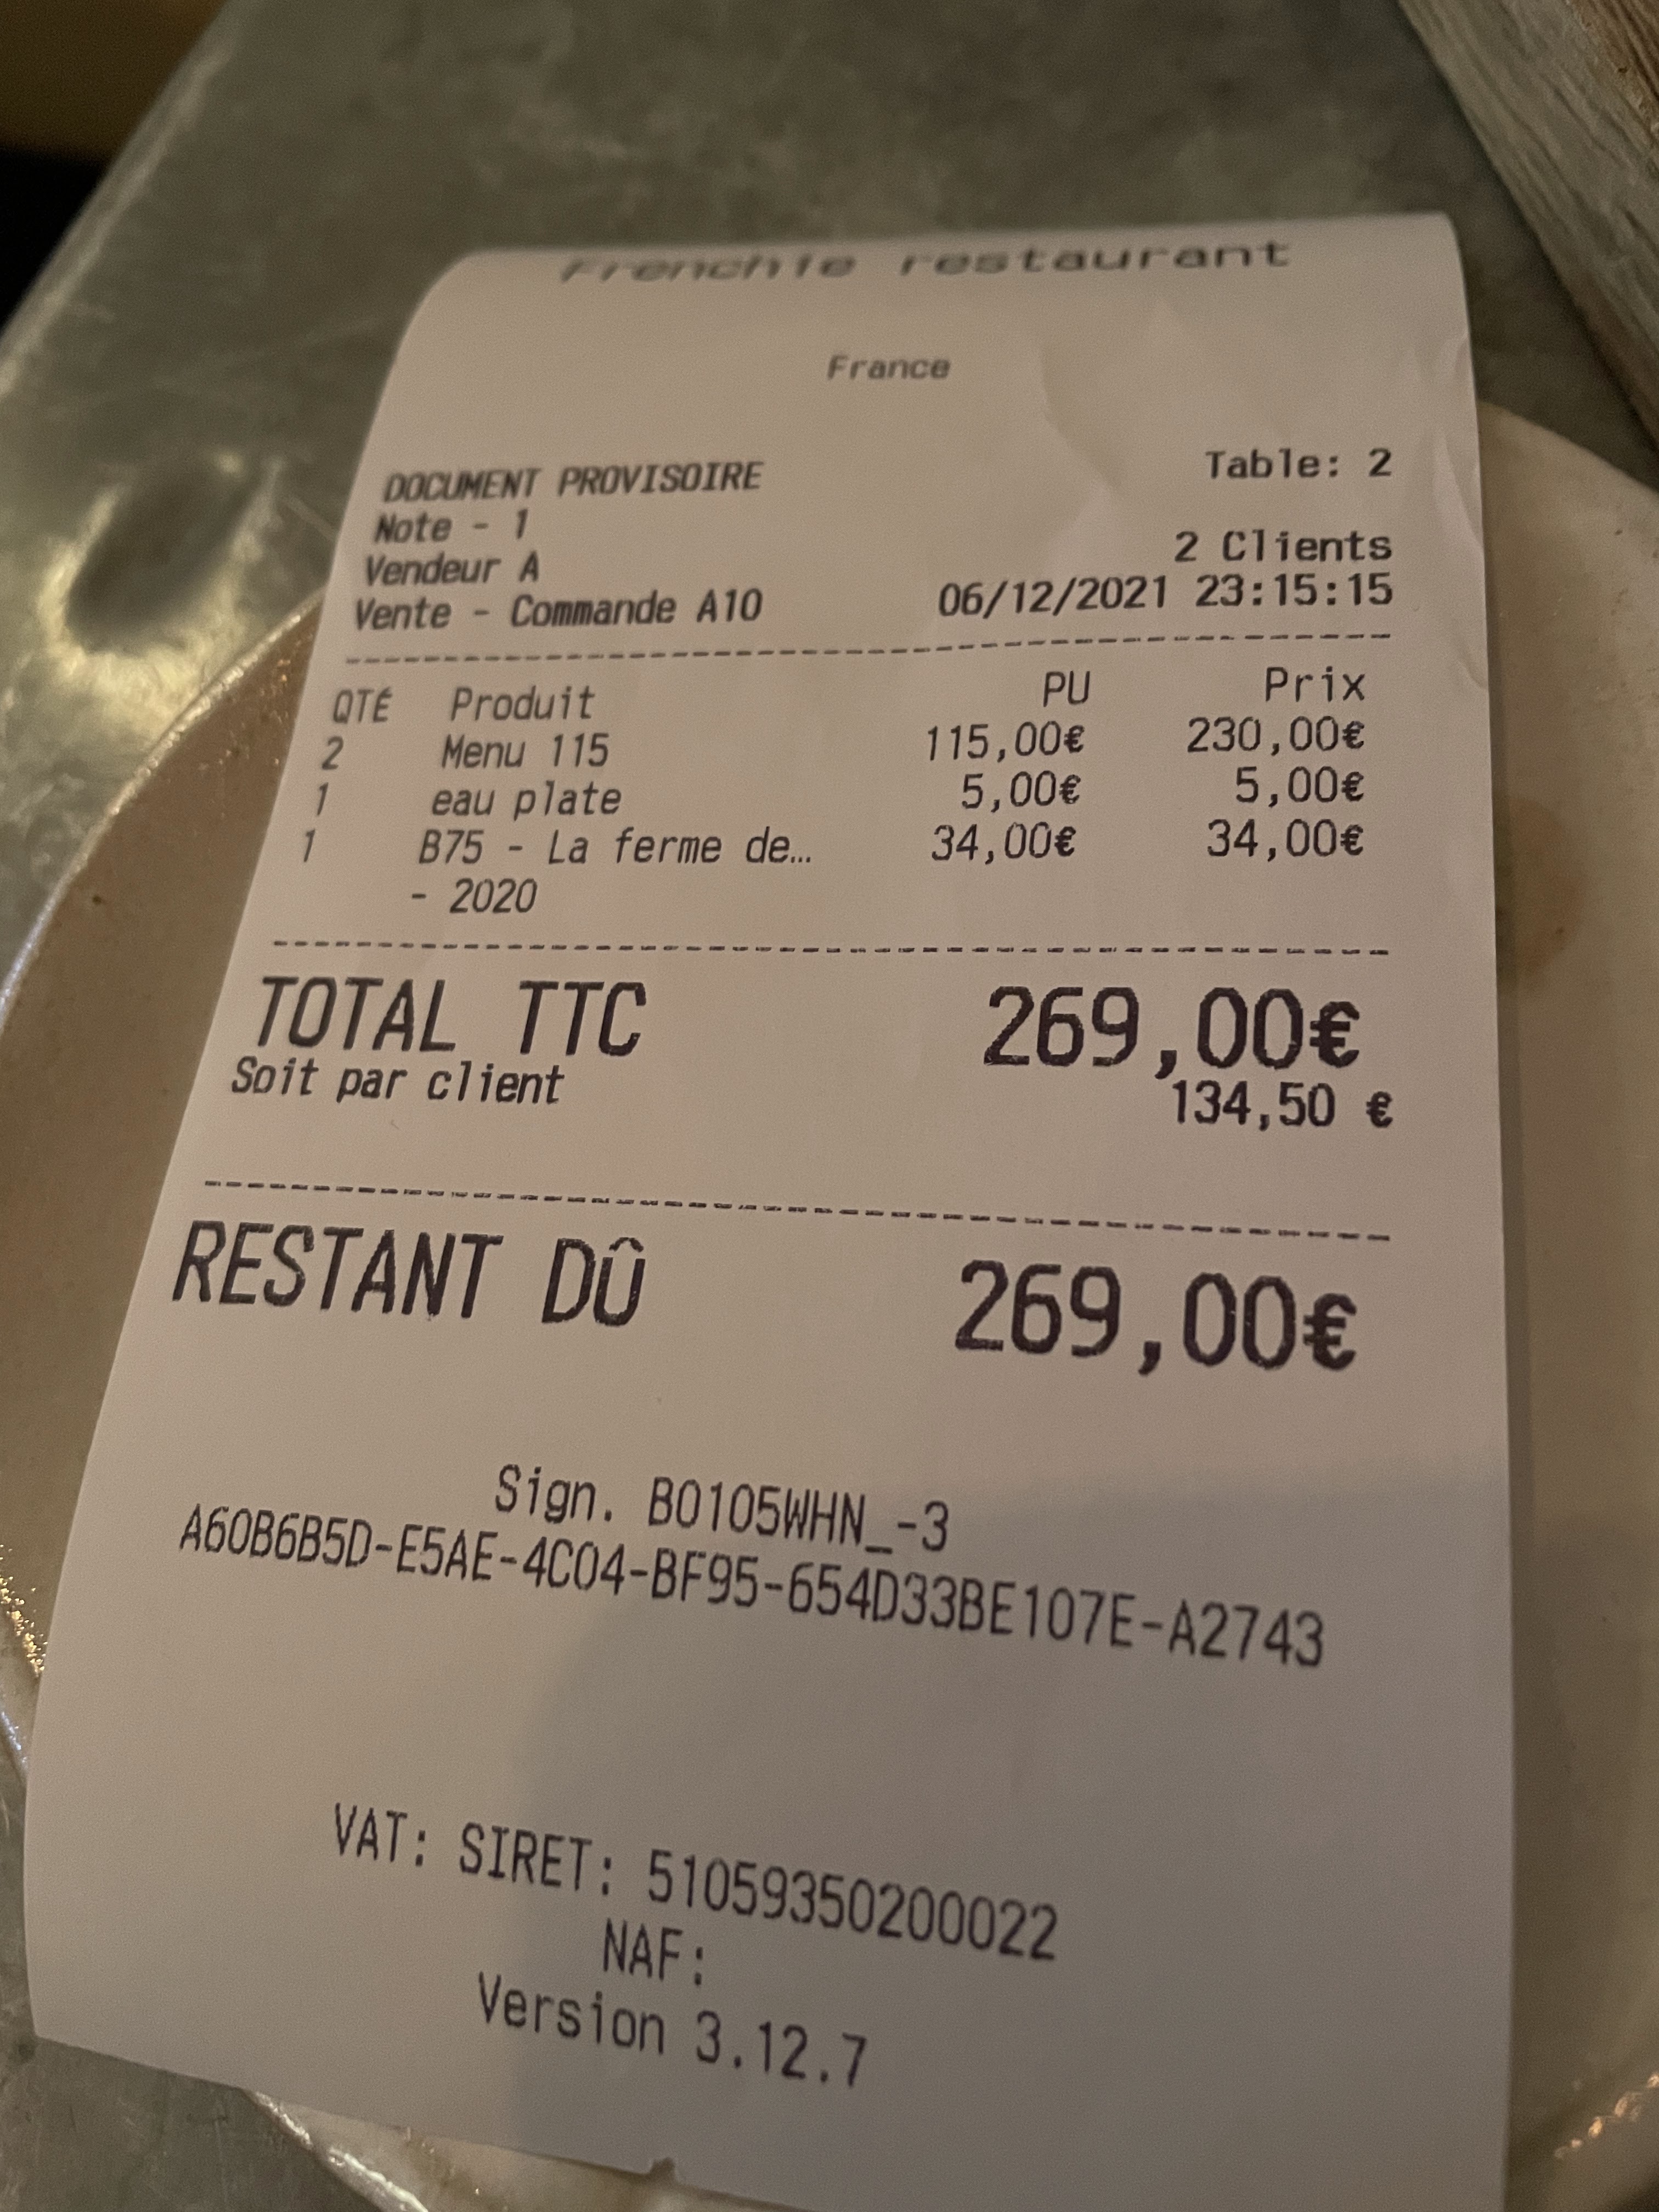 Frenchie restaurant
France
Table: 2
DOCUMENT PROVISOIRE
Note - 1
2 Clients
Vendeur A
Vente - Commande A10 06/12/2021 23:15:15
QTÉ Produit PU Prix
2 Menu 115 115,00€ 230,00€
1 eau plate 5,00€ 5,00€
1 B75 - La ferme de… 34,00€ 34,00€
- 2020
TOTAL TTC 269,00€
Soit par client 134,50 €
RESTANT DÛ 269,00€
Sign. B0105WHN_-3
A60B6B5D-E5AE-4C04-BF95-654D33BE107E-A2743
VAT: SIRET: 51059350200022
NAF:
Version 3.12.7